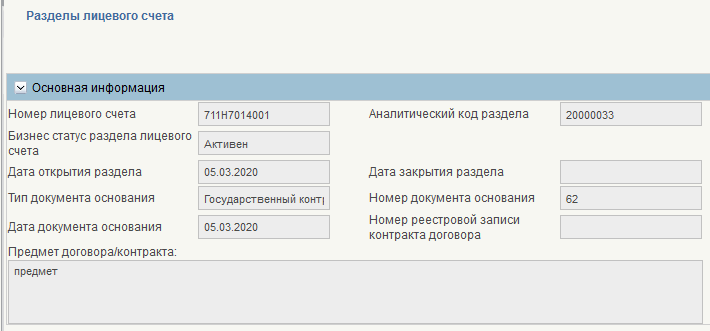 Разделы лицевого счета
Основная информация
Номер лицевого счета 711Н7014001 Аналитический код раздела 20000033
Бизнес статус раздела лицевого
счета Активен
Дата открытия раздела 05.03.2020 Дата закрытия раздела
Тип документа основания Государственный контр Номер документа основания 62
Дата документа основания 05.03.2020 Номер реестровой записи
контракта договора
Предмет договора/контракта:
предмет